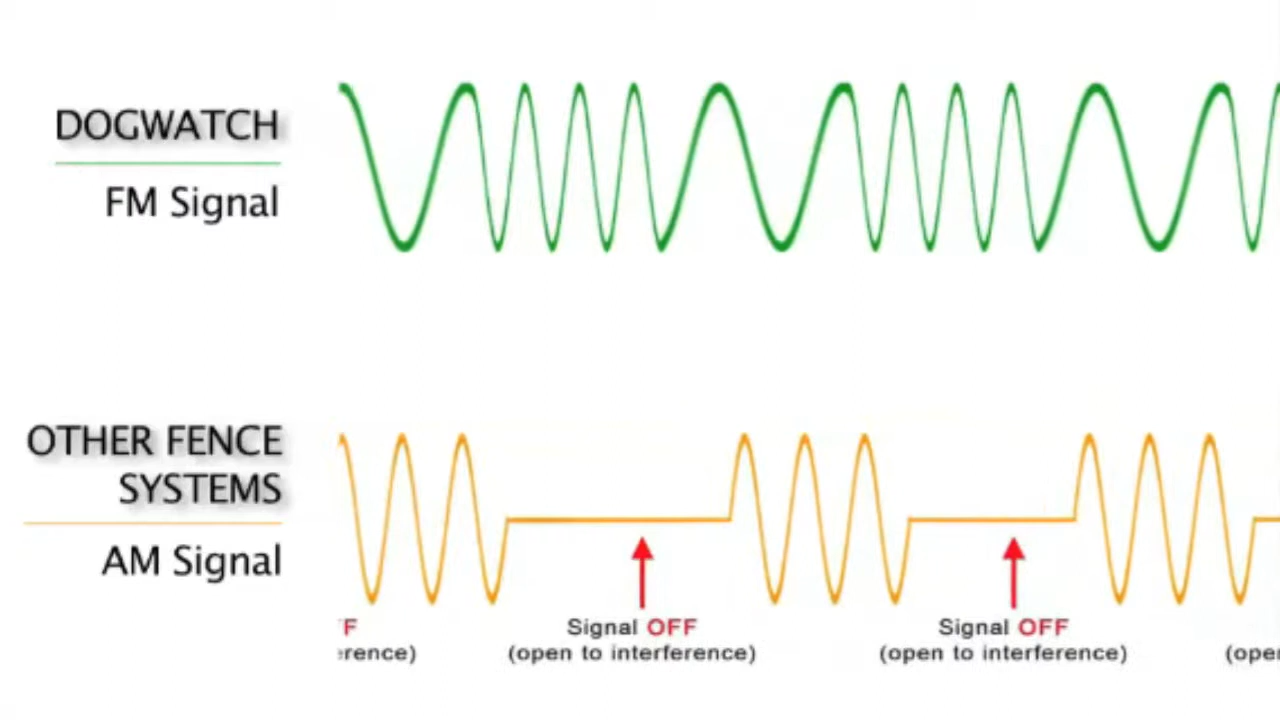 DOGWATCH
FM Signal
OTHER FENCE
SYSTEMS
AM Signal
Signal OFF
(open to interference)
Signal OFF
(open to interference)